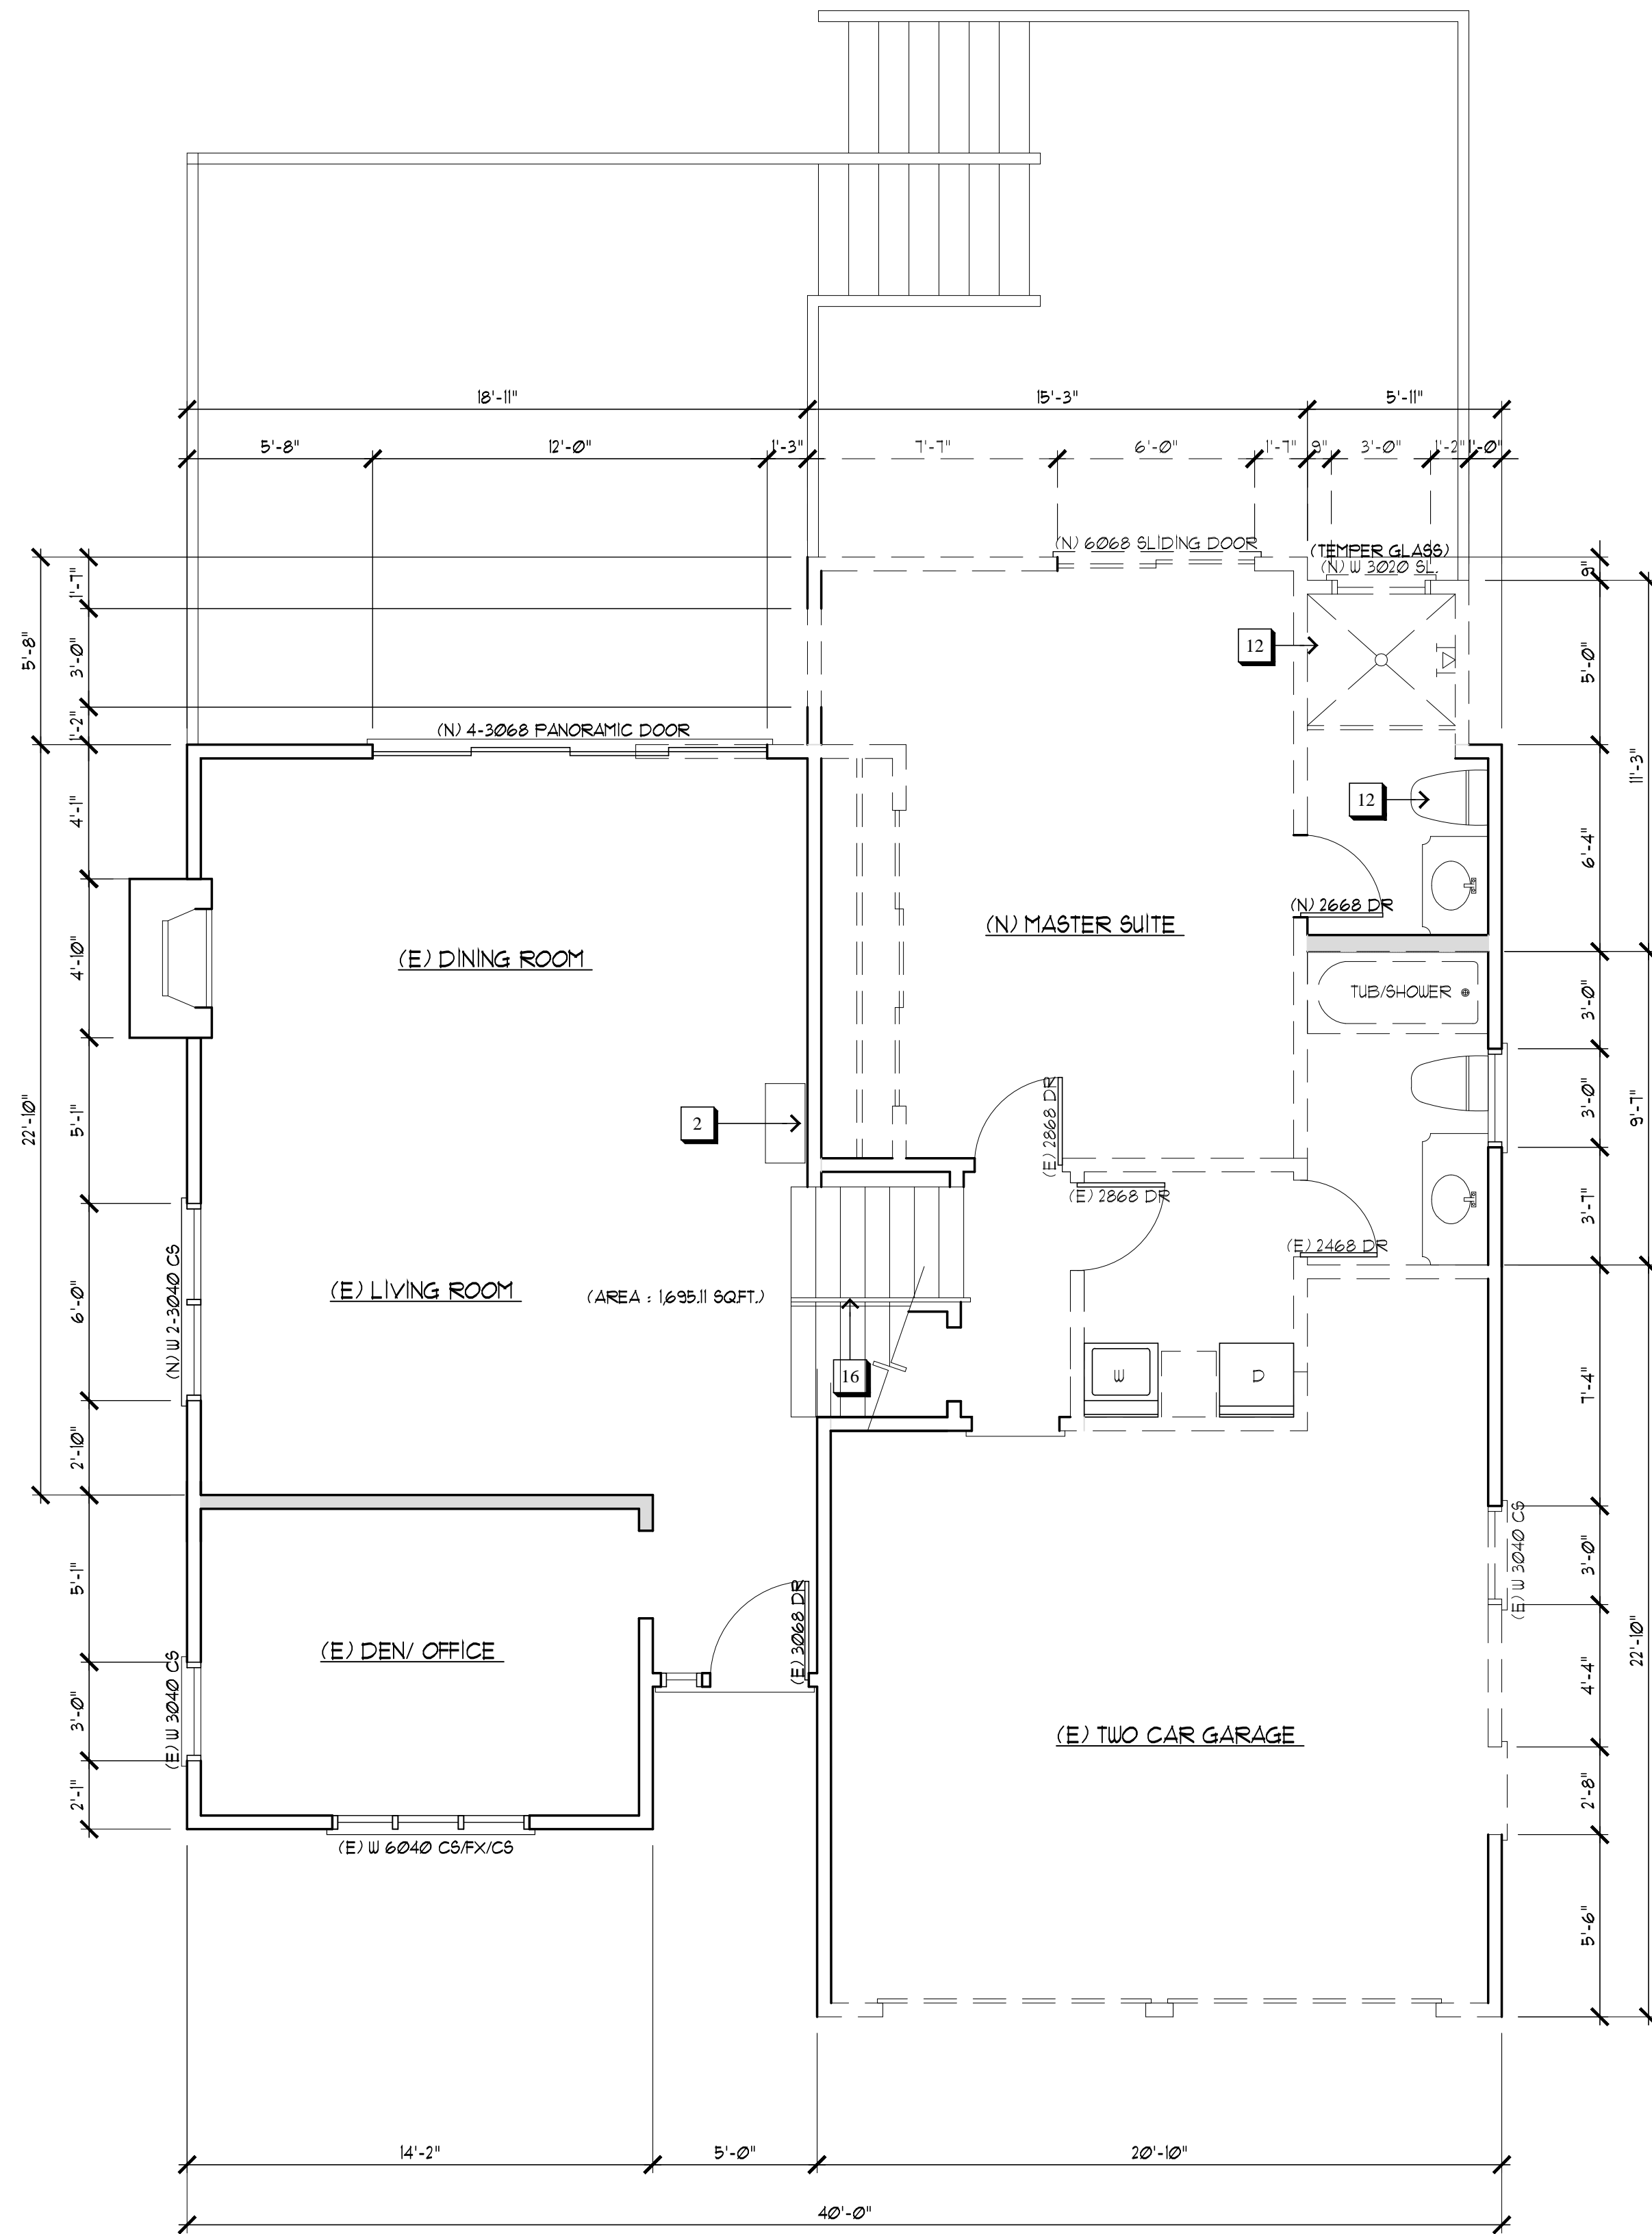 18'-11"
15'-3"
5'-11"
5'-8"
12'-0"
1'-3"
7'-7"
6'-0"
1'-7"
9"
3'-0"
1'-2"
1'-0"
(N) 6068 SLIDING DOOR
(TEMPER GLASS)
(N) W 3020 SL.
9"
1'-7"
5'-8"
3'-0"
12
5'-0"
1'-2"
(N) 4-3068 PANORAMIC DOOR
11'-3"
4'-1"
12
6'-4"
(N) 2668 DR
(N) MASTER SUITE
(E) DINING ROOM
4'-10"
TUB/SHOWER
3'-0"
22'-10"
5'-1"
2
(E) 2868 DR
3'-0"
9'-7"
(E) 2868 DR
3'-7"
(E) 2468 DR
(N) W 2-3040 CS
6'-0"
(E) LIVING ROOM
(AREA : 1,695.11 SQ.FT.)
16
W
D
7'-4"
2'-10"
5'-1"
(E) W 3040 CS
3'-0"
(E) DEN/ OFFICE
(E) 3068 DR
22'-10"
4'-4"
(E) W 3040 CS
3'-0"
(E) TWO CAR GARAGE
2'-8"
2'-1"
(E) W 6040 CS/FX/CS
5'-6"
14'-2"
5'-0"
20'-10"
40'-0"